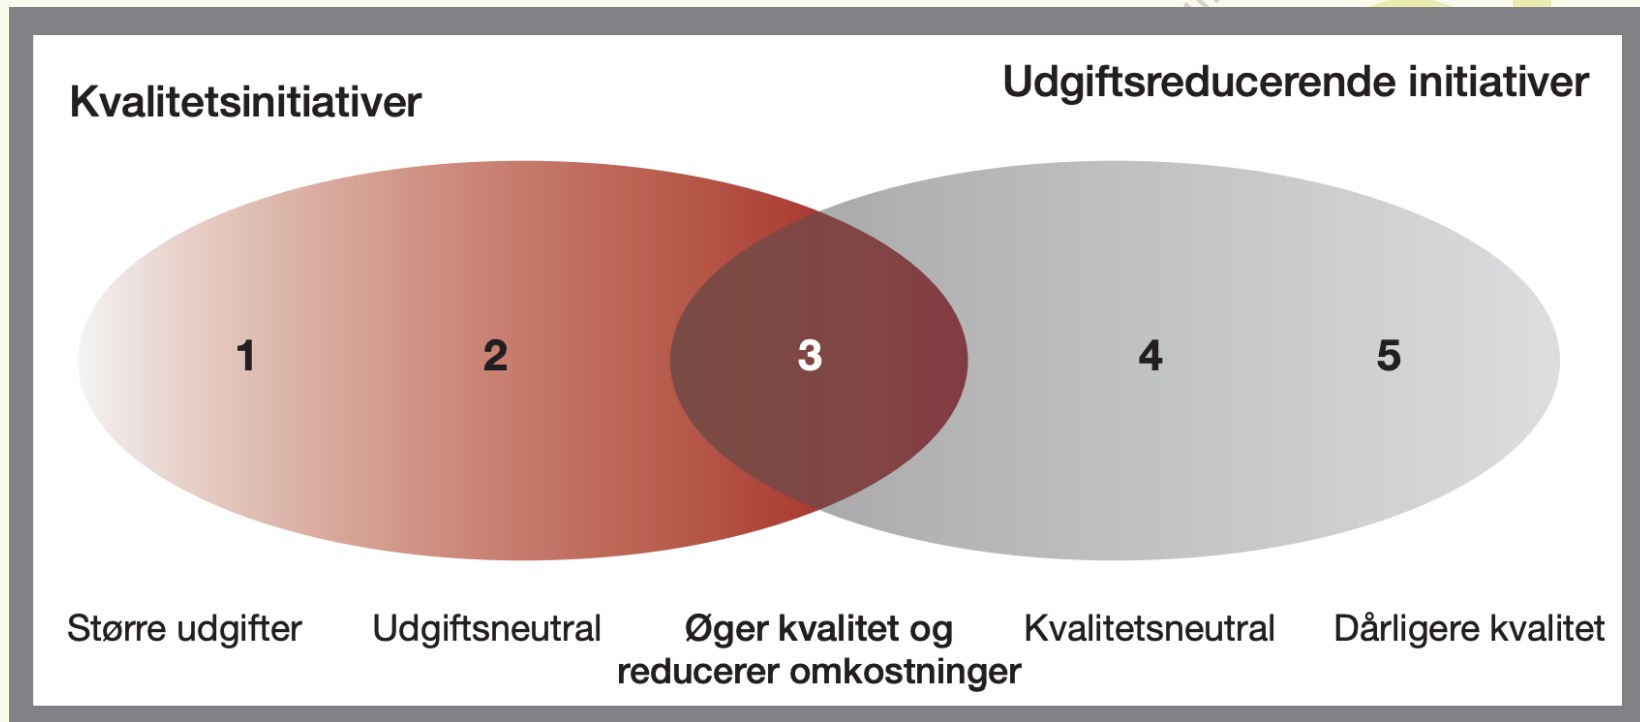 Kvalitetsinitiativer
Udgiftsreducerende initiativer
1
2
3
4
5
Større udgifter
Udgiftsneutral
Øger kvalitet og
reducerer omkostninger
Kvalitetsneutral
Dårligere kvalitet